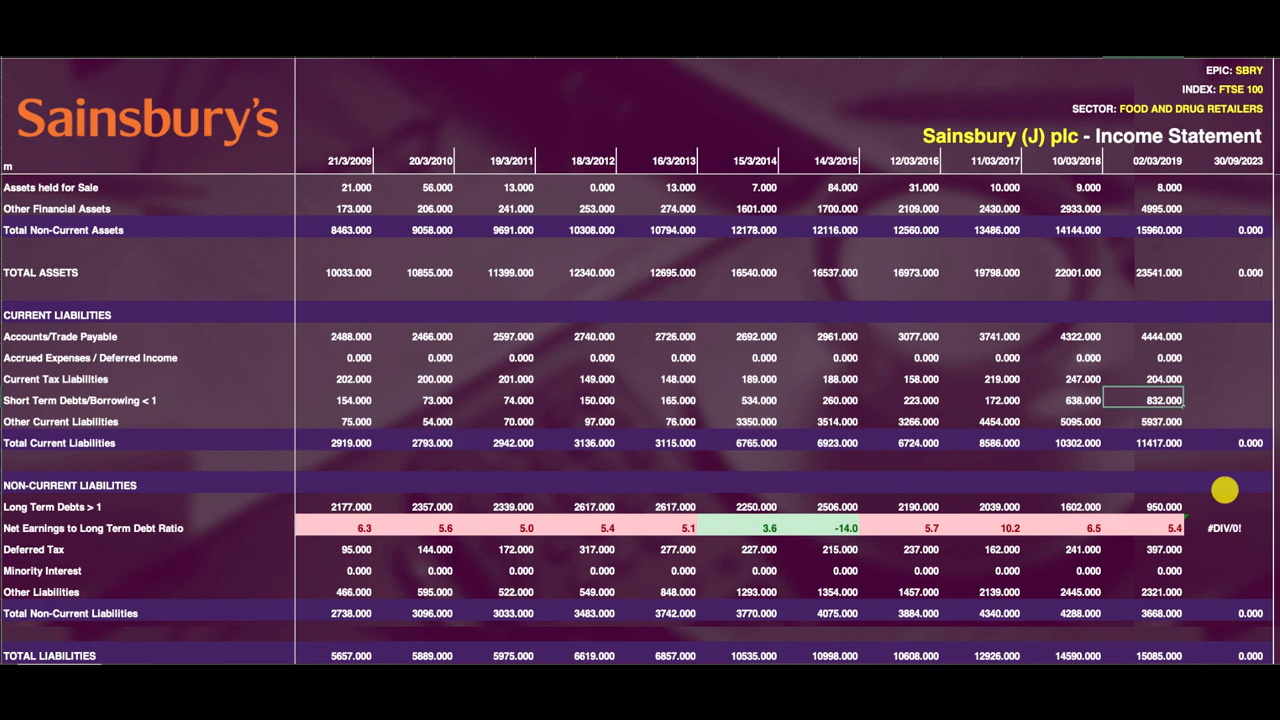 EPIC: SBRY
INDEX: FTSE 100
Sainsbury's
SECTOR: FOOD AND DRUG RETAILERS
Sainsbury (J) plc - Income Statement
m 21/3/2009 20/3/2010 19/3/2011 18/3/2012 16/3/2013 15/3/2014 14/3/2015 12/03/2016 11/03/2017 10/03/2018 02/03/2019 30/09/2023
Assets held for Sale 21.000 56.000 13.000 0.000 13.000 7.000 84.000 31.000 10.000 9.000 8.000
Other Financial Assets 173.000 206.000 241.000 253.000 274.000 1601.000 1700.000 2109.000 2430.000 2933.000 4995.000
Total Non-Current Assets 8463.000 9058.000 9691.000 10308.000 10794.000 12178.000 12116.000 12560.000 13486.000 14144.000 15960.000 0.000
TOTAL ASSETS 10033.000 10855.000 11399.000 12340.000 12695.000 16540.000 16537.000 16973.000 19798.000 22001.000 23541.000 0.000
CURRENT LIABILITIES
Accounts/Trade Payable 2488.000 2466.000 2597.000 2740.000 2726.000 2692.000 2961.000 3077.000 3741.000 4322.000 4444.000
Accrued Expenses / Deferred Income 0.000 0.000 0.000 0.000 0.000 0.000 0.000 0.000 0.000 0.000 0.000
Current Tax Liabilities 202.000 200.000 201.000 149.000 148.000 189.000 188.000 158.000 219.000 247.000 204.000
Short Term Debts/Borrowing < 1 154.000 73.000 74.000 150.000 165.000 534.000 260.000 223.000 172.000 638.000 832.000
Other Current Liabilities 75.000 54.000 70.000 97.000 76.000 3350.000 3514.000 3266.000 4454.000 5095.000 5937.000
Total Current Liabilities 2919.000 2793.000 2942.000 3136.000 3115.000 6765.000 6923.000 6724.000 8586.000 10302.000 11417.000 0.000
NON-CURRENT LIABILITIES
Long Term Debts > 1 2177.000 2357.000 2339.000 2617.000 2617.000 2250.000 2506.000 2190.000 2039.000 1602.000 950.000
Net Earnings to Long Term Debt Ratio 6.3 5.6 5.0 5.4 5.1 3.6 -14.0 5.7 10.2 6.5 5.4 #DIV/0!
Deferred Tax 95.000 144.000 172.000 317.000 277.000 227.000 215.000 237.000 162.000 241.000 397.000
Minority Interest 0.000 0.000 0.000 0.000 0.000 0.000 0.000 0.000 0.000 0.000 0.000
Other Liabilities 466.000 595.000 522.000 549.000 848.000 1293.000 1354.000 1457.000 2139.000 2445.000 2321.000
Total Non-Current Liabilities 2738.000 3096.000 3033.000 3483.000 3742.000 3770.000 4075.000 3884.000 4340.000 4288.000 3668.000 0.000
TOTAL LIABILITIES 5657.000 5889.000 5975.000 6619.000 6857.000 10535.000 10998.000 10608.000 12926.000 14590.000 15085.000 0.000